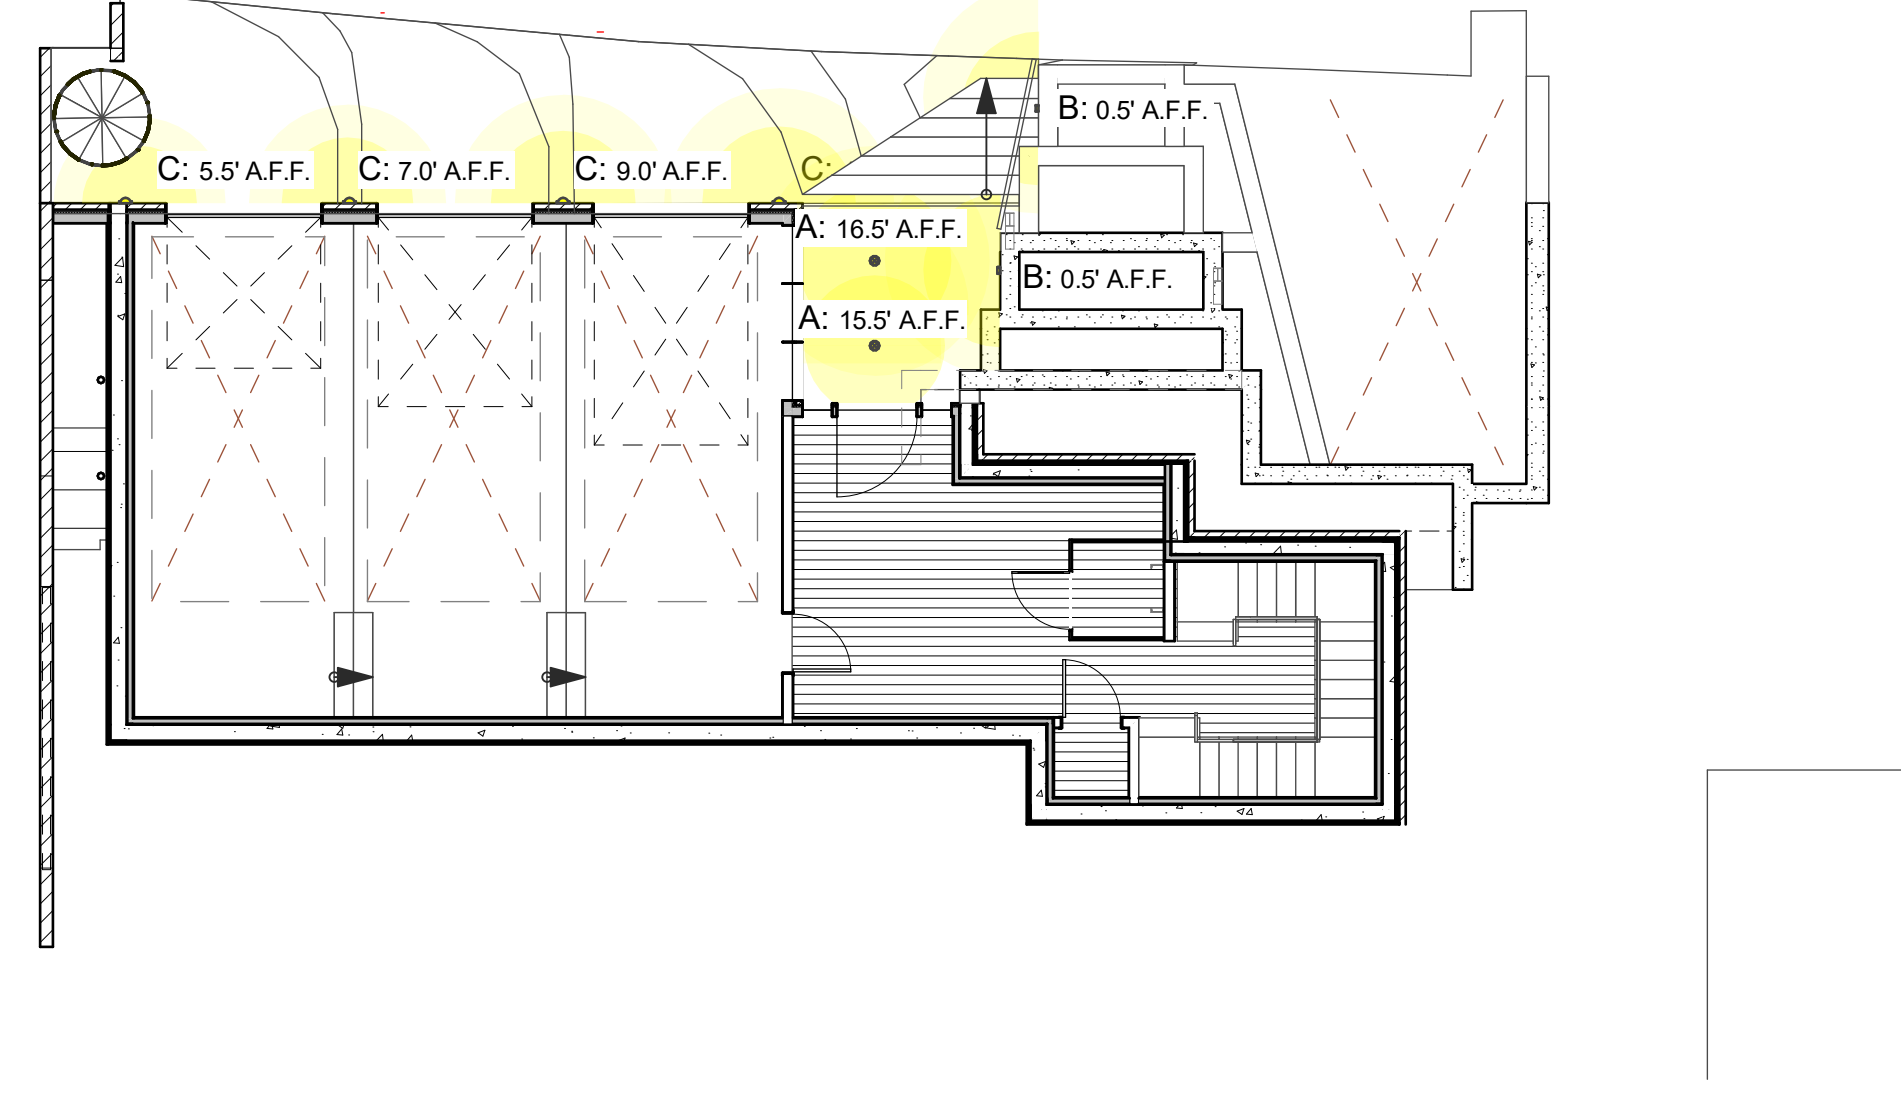 B: 0.5' A.F.F.
C: 5.5' A.F.F.
C: 7.0' A.F.F.
C: 9.0' A.F.F.
C:
A: 16.5' A.F.F.
B: 0.5' A.F.F.
A: 15.5' A.F.F.